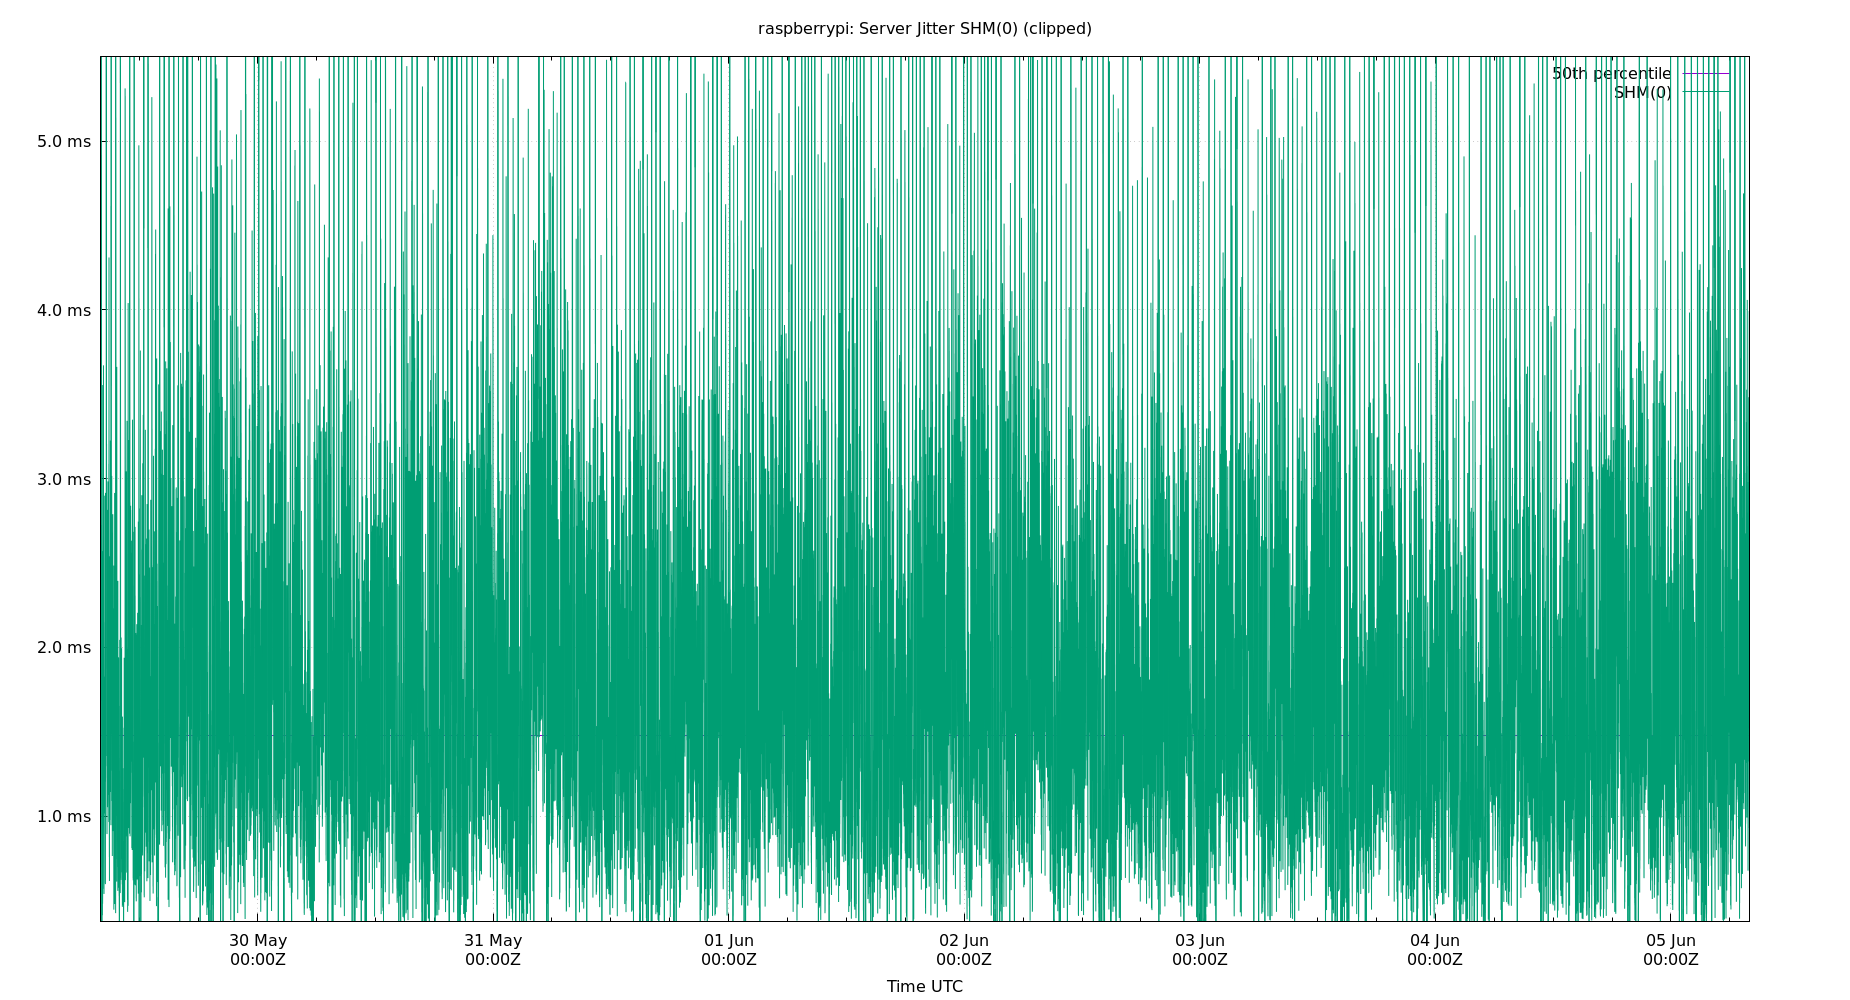 raspberrypi: Server Jitter SHM(0) (clipped)
50th percentile
SHM(0)
5.0 ms
4.0 ms
3.0 ms
2.0 ms
1.0 ms
30 May 31 May 01 Jun 02 Jun 03 Jun 04 Jun 05 Jun
00:00Z 00:00Z 00:00Z 00:00Z 00:00Z 00:00Z 00:00Z
Time UTC